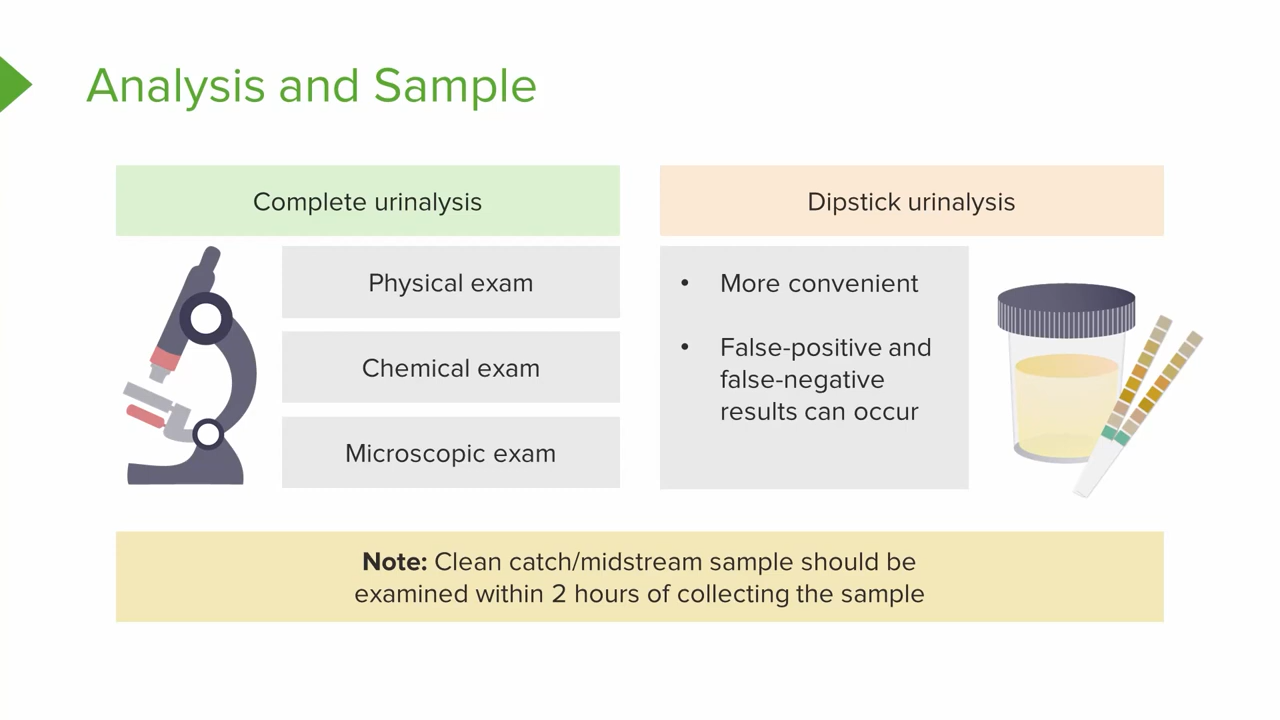 Analysis and Sample
Complete urinalysis
Physical exam
Chemical exam
Microscopic exam
Dipstick urinalysis
• More convenient
• False-positive and
false-negative
results can occur
Note: Clean catch/midstream sample should be
examined within 2 hours of collecting the sample